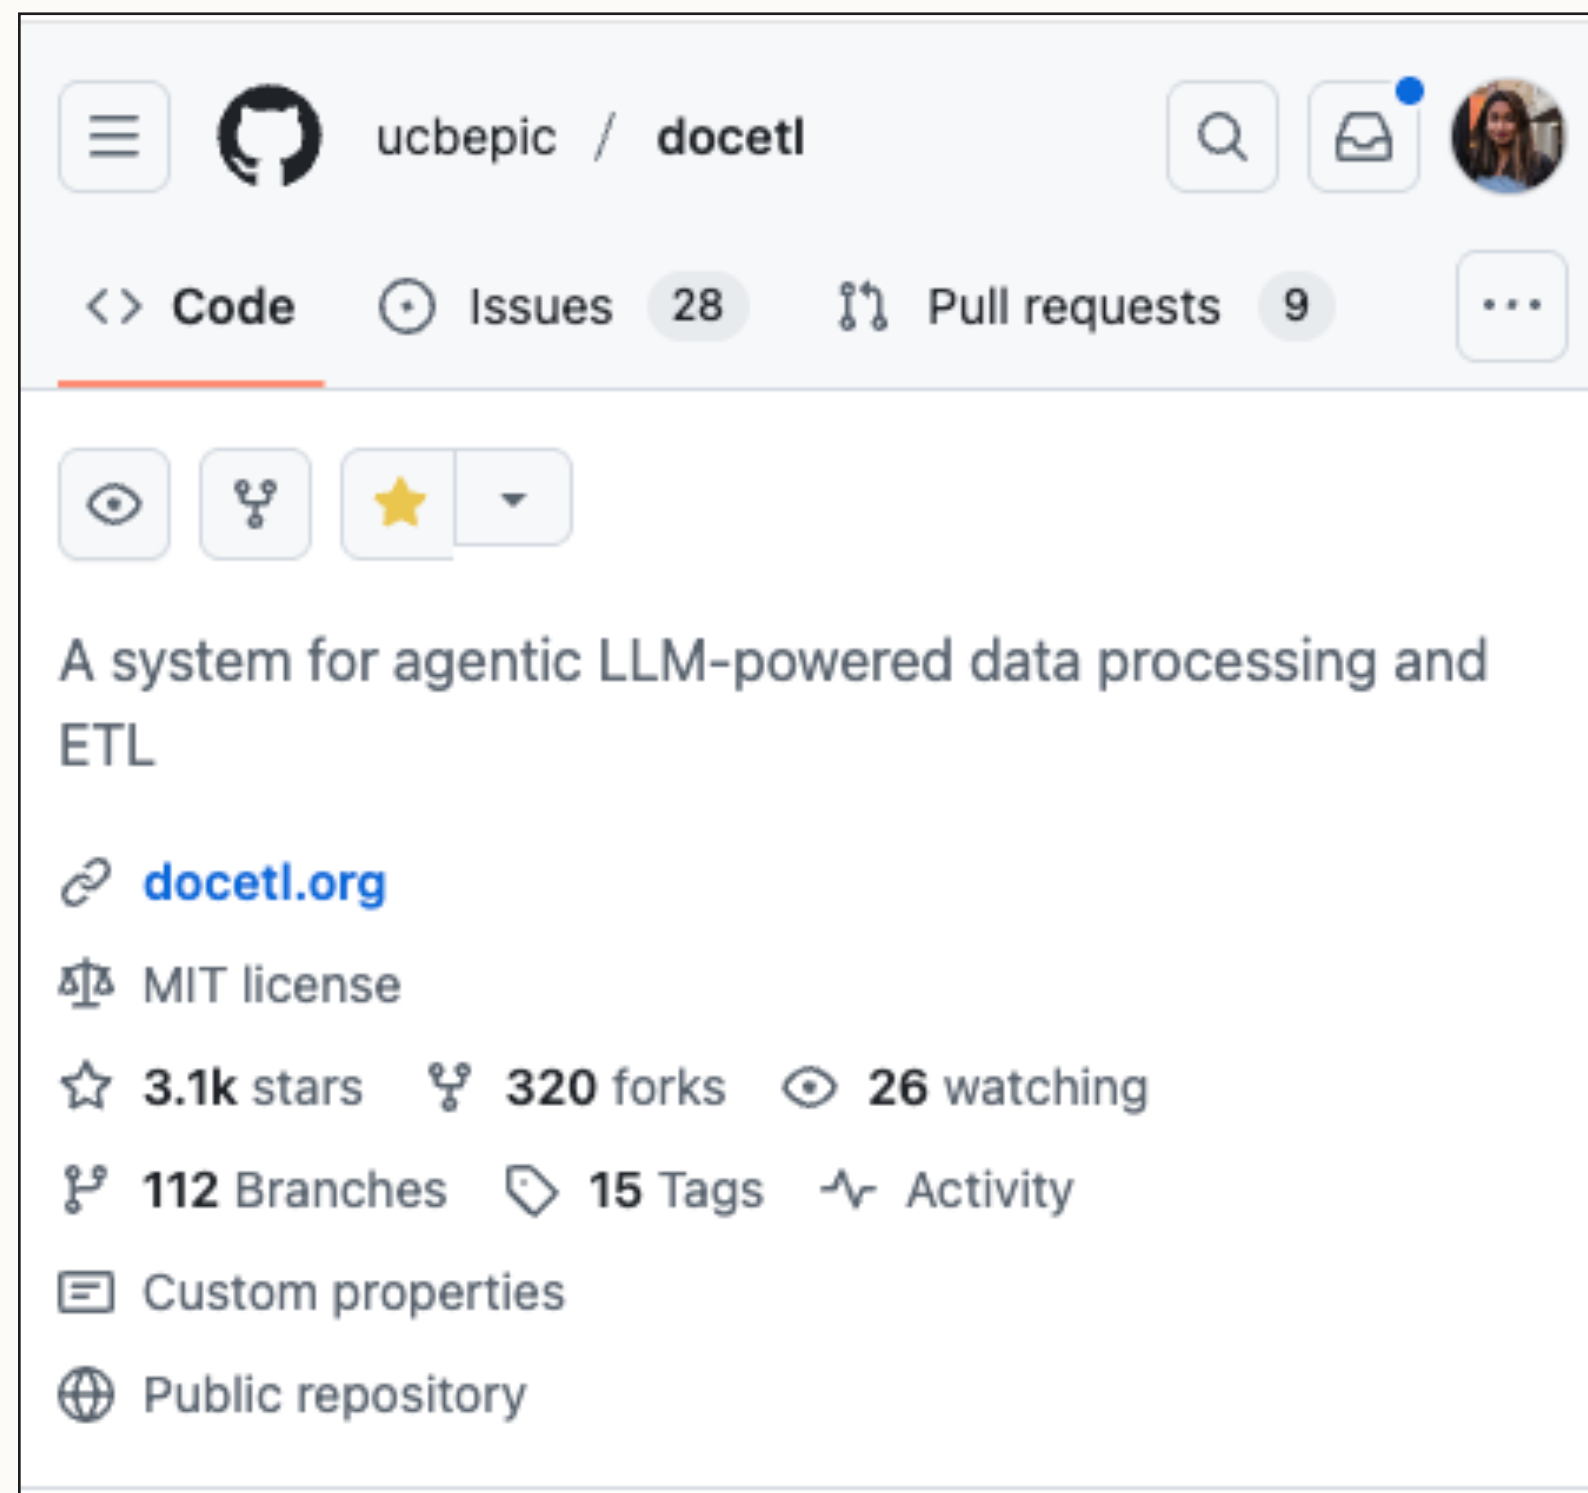 ucbepic / docetl
Code Issues 28 Pull requests 9
A system for agentic LLM-powered data processing and
ETL
docetl.org
MIT license
3.1k stars 320 forks 26 watching
112 Branches 15 Tags Activity
Custom properties
Public repository